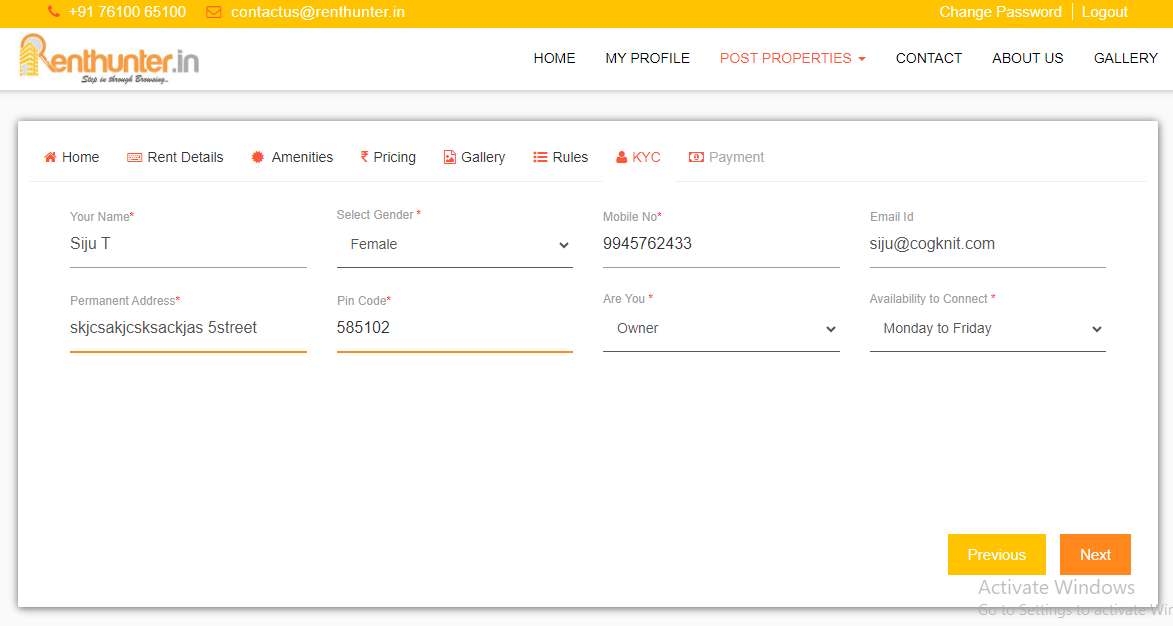 +91 76100 65100 contactus@renthunter.in Change Password Logout
Renthunter.in
Step in through Browsing..
HOME MY PROFILE POST PROPERTIES CONTACT ABOUT US GALLERY
Home Rent Details Amenities ₹ Pricing Gallery Rules KYC Payment
Your Name* Select Gender * Mobile No* Email Id
Siju T Female 9945762433 siju@cogknit.com
Permanent Address* Pin Code* Are You * Availability to Connect *
skjcsakjcsksackjas 5street 585102 Owner Monday to Friday
Previous Next
Activate Windows
Go to Settings to activate Wi